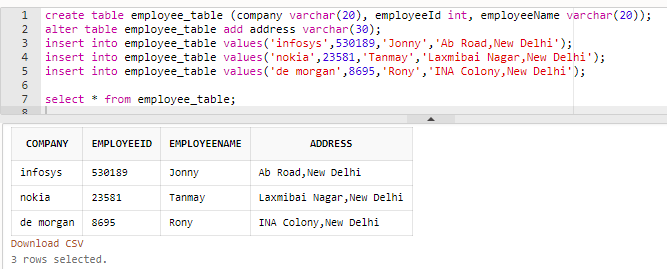 1 create table employee_table (company varchar(20), employeeId int, employeeName varchar(20));
2 alter table employee_table add address varchar(30);
3 insert into employee_table values('infosys',530189,'Jonny','Ab Road,New Delhi');
4 insert into employee_table values('nokia',23581,'Tanmay','Laxmibai Nagar,New Delhi');
5 insert into employee_table values('de morgan',8695,'Rony','INA Colony,New Delhi');
6
7 select * from employee_table;
8
COMPANY EMPLOYEEID EMPLOYEENAME ADDRESS
infosys 530189 Jonny Ab Road,New Delhi
nokia 23581 Tanmay Laxmibai Nagar,New Delhi
de morgan 8695 Rony INA Colony,New Delhi
Download CSV
3 rows selected.